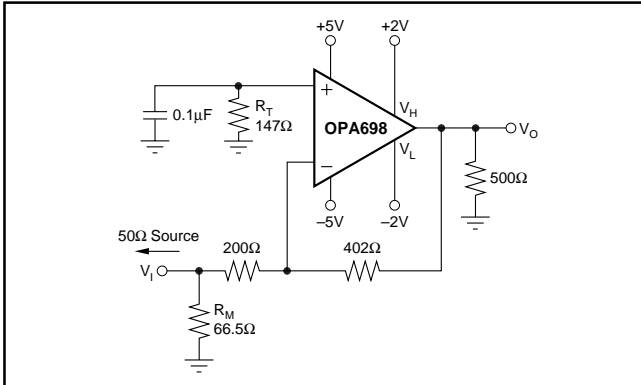 +5V +2V
0.1μF
R_T
147Ω
+
OPA698
−
V_H
V_L
V_O
500Ω
−5V −2V
50Ω Source
V_I
200Ω 402Ω
R_M
66.5Ω